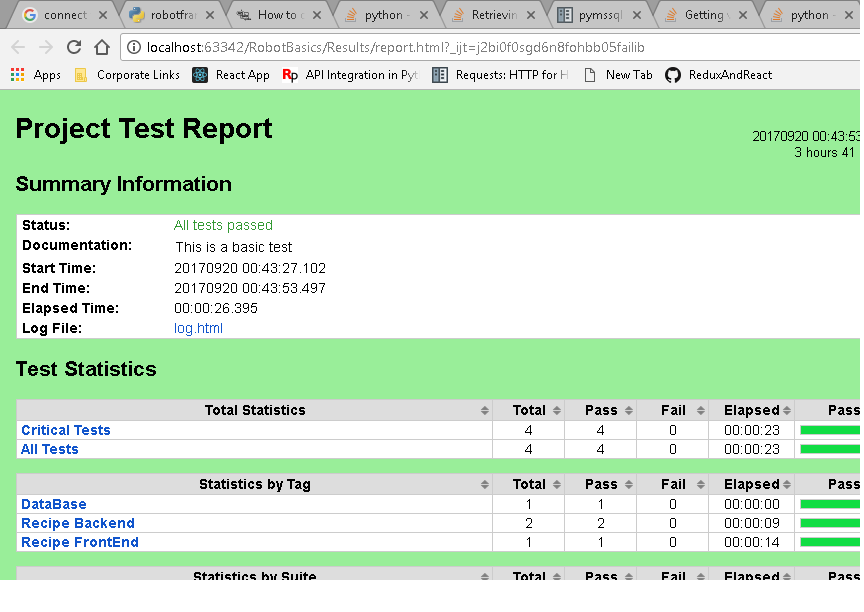 connect
robotfra
How to c
python -
Retrievin
pymssql
Getting v
python -
localhost:63342/RobotBasics/Results/report.html?_ijt=j2bi0f0sgd6n8fohbb05failib
Apps Corporate Links React App Rp API Integration in Pyt Requests: HTTP for H New Tab ReduxAndReact
Project Test Report
20170920 00:43:53
3 hours 41
Summary Information
Status: All tests passed
Documentation: This is a basic test
Start Time: 20170920 00:43:27.102
End Time: 20170920 00:43:53.497
Elapsed Time: 00:00:26.395
Log File: log.html
Test Statistics
Total Statistics Total Pass Fail Elapsed Pass
Critical Tests 4 4 0 00:00:23
All Tests 4 4 0 00:00:23
Statistics by Tag Total Pass Fail Elapsed Pass
DataBase 1 1 0 00:00:00
Recipe Backend 2 2 0 00:00:09
Recipe FrontEnd 1 1 0 00:00:14
Statistics by Suite Total Pass Fail Elapsed Pass